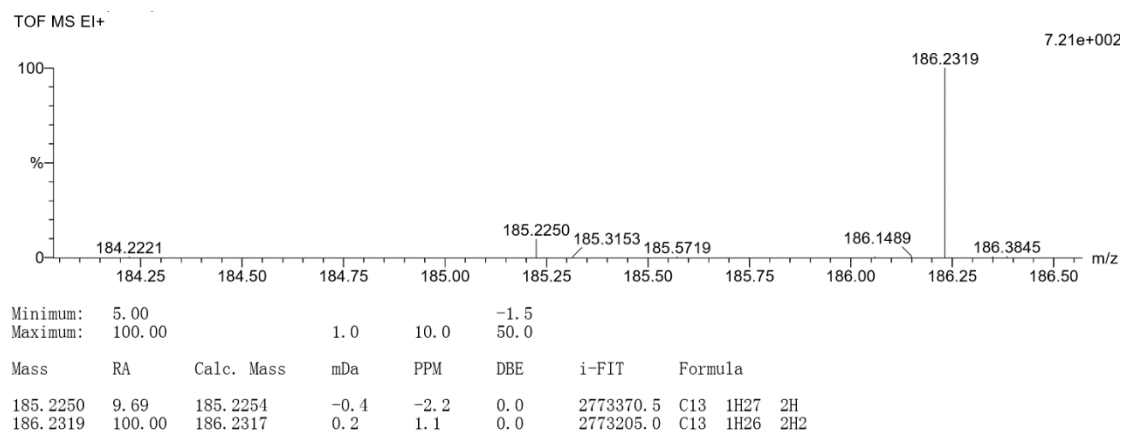 TOF MS EI+
7.21e+002
186.2319
100
%
185.2250
184.2221
185.3153
185.5719
186.1489
186.3845
0
m/z
184.25 184.50 184.75 185.00 185.25 185.50 185.75 186.00 186.25 186.50
Minimum: 5.00 -1.5
Maximum: 100.00 1.0 10.0 50.0
Mass RA Calc. Mass mDa PPM DBE i-FIT Formula
185.2250 9.69 185.2254 -0.4 -2.2 0.0 2773370.5 C13 1H27 2H
186.2319 100.00 186.2317 0.2 1.1 0.0 2773205.0 C13 1H26 2H2